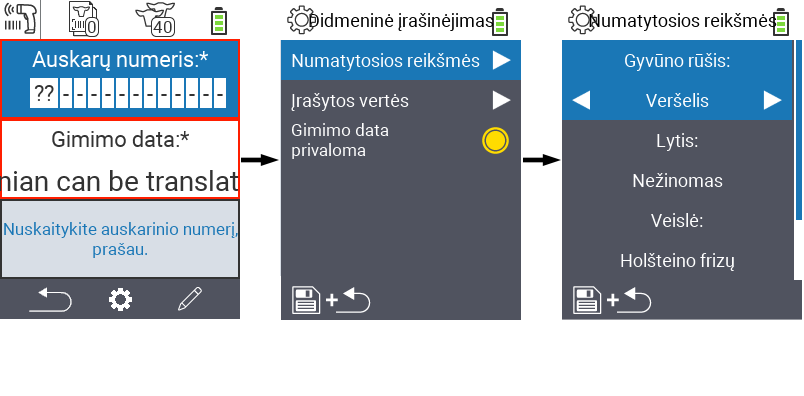 0
40
Auskarų numeris:*
??-----------
Gimimo data:*
nian can be translat
Nuskaitykite auskarinio numerį,
prašau.
Didmeninė įrašinėjimas
Numatytosios reikšmės
Įrašytos vertės
Gimimo data
privaloma
+
Numatytosios reikšmės
Gyvūno rūšis:
Veršelis
Lytis:
Nežinomas
Veislė:
Holšteino frizų
+